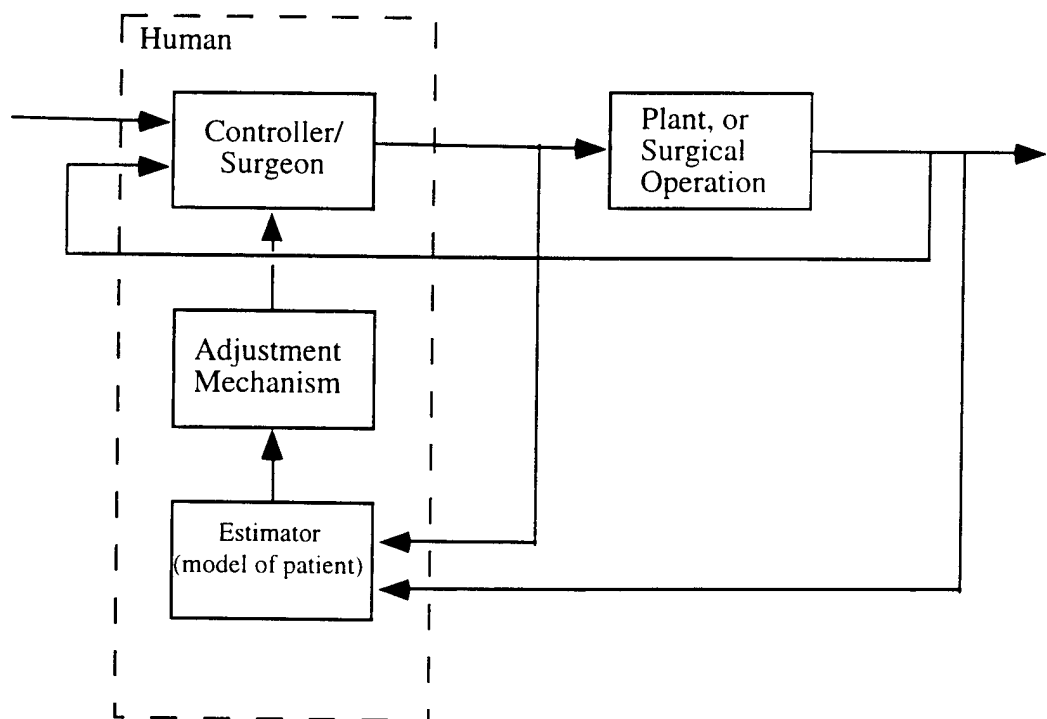 Human
Controller/
Surgeon
Plant, or
Surgical
Operation
Adjustment
Mechanism
Estimator
(model of patient)